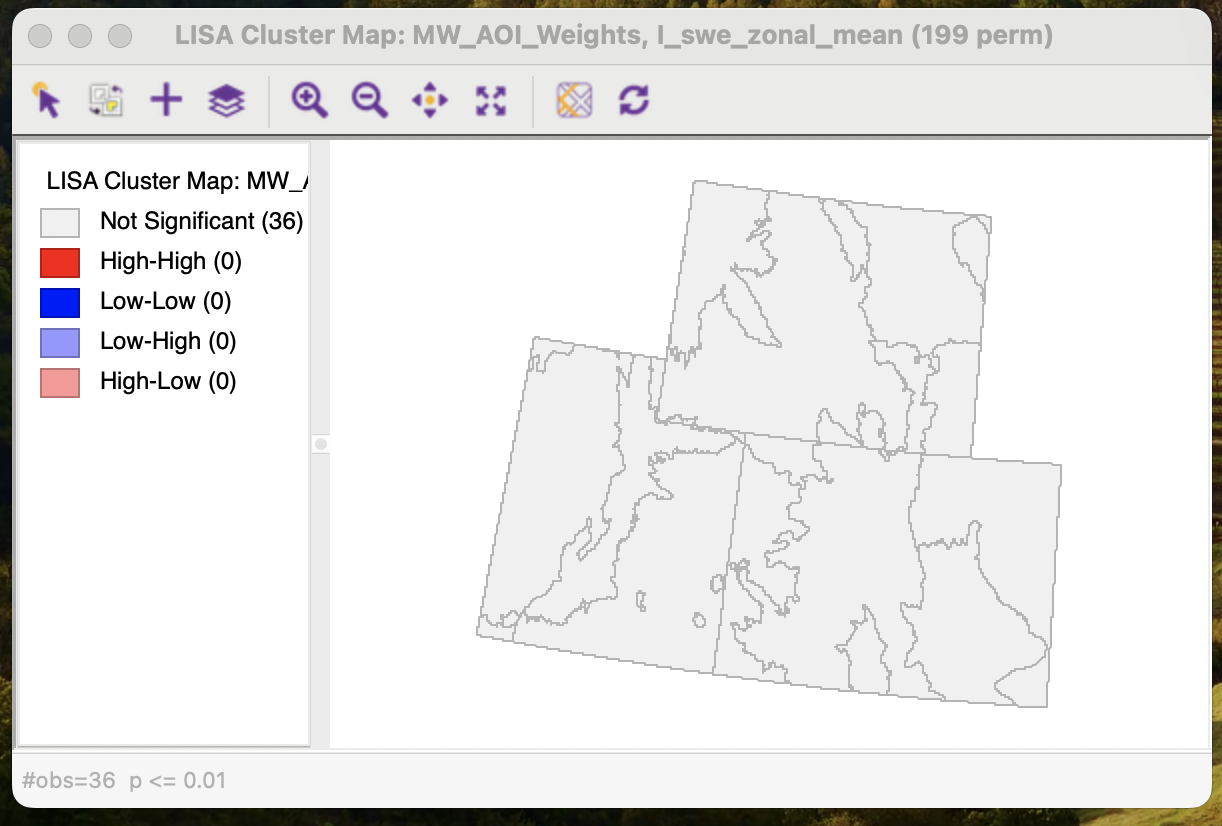 LISA Cluster Map: MW_AOI_Weights, I_swe_zonal_mean (199 perm)
LISA Cluster Map: MW_
Not Significant (36)
High-High (0)
Low-Low (0)
Low-High (0)
High-Low (0)
#obs=36 p <= 0.01